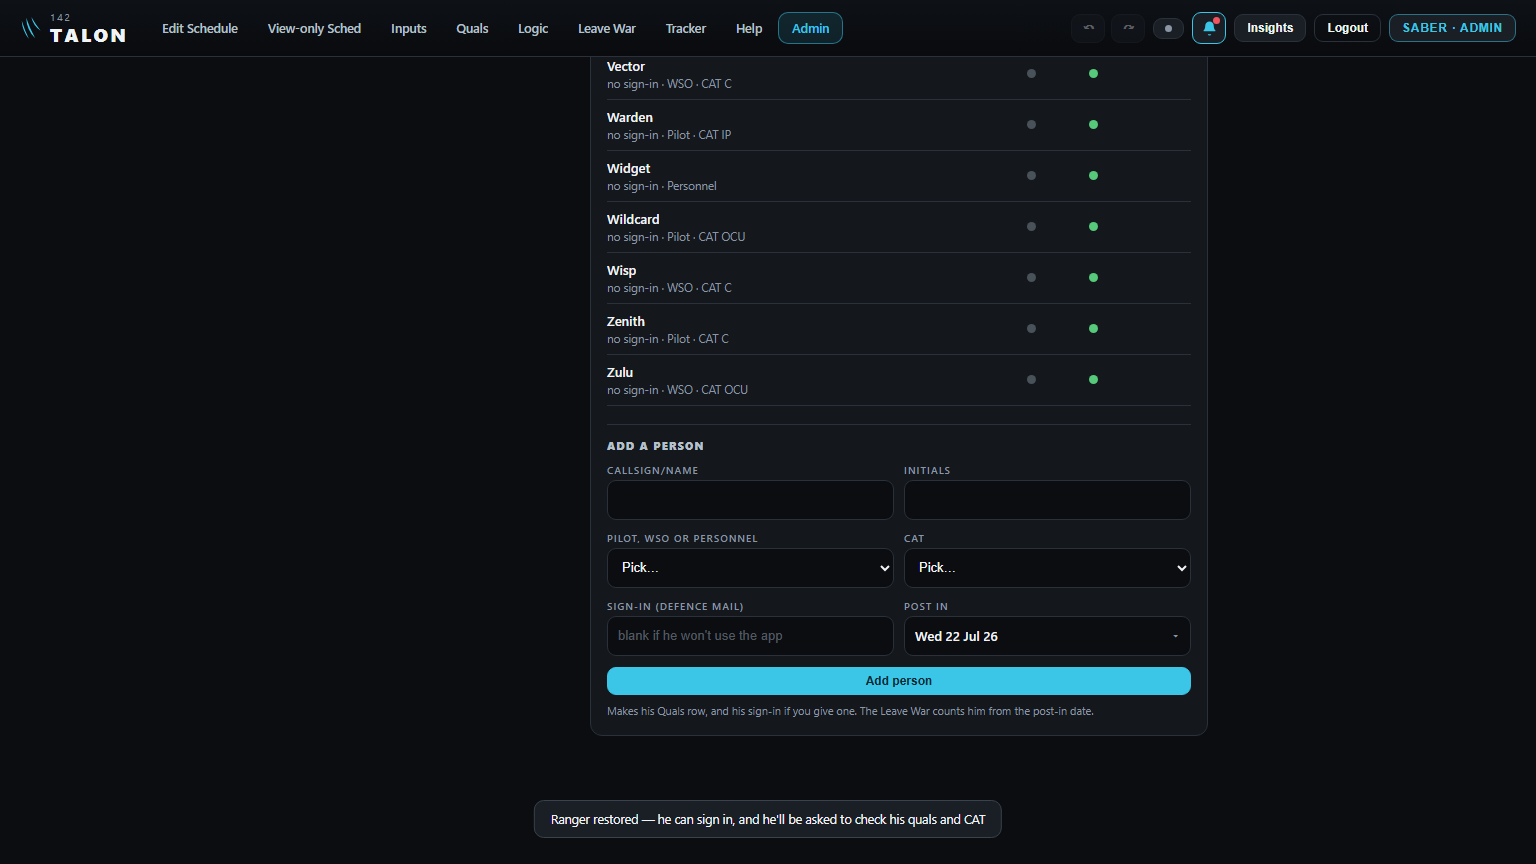 142
TALON
Edit Schedule
View-only Sched
Inputs
Quals
Logic
Leave War
Tracker
Help
Admin
Insights
Logout
SABER · ADMIN
Vector
no sign-in · WSO · CAT C
Warden
no sign-in · Pilot · CAT IP
Widget
no sign-in · Personnel
Wildcard
no sign-in · Pilot · CAT OCU
Wisp
no sign-in · WSO · CAT C
Zenith
no sign-in · Pilot · CAT C
Zulu
no sign-in · WSO · CAT OCU
ADD A PERSON
CALLSIGN/NAME
INITIALS
PILOT, WSO OR PERSONNEL
CAT
Pick...
Pick...
SIGN-IN (DEFENCE MAIL)
POST IN
blank if he won't use the app
Wed 22 Jul 26
Add person
Makes his Quals row, and his sign-in if you give one. The Leave War counts him from the post-in date.
Ranger restored — he can sign in, and he'll be asked to check his quals and CAT